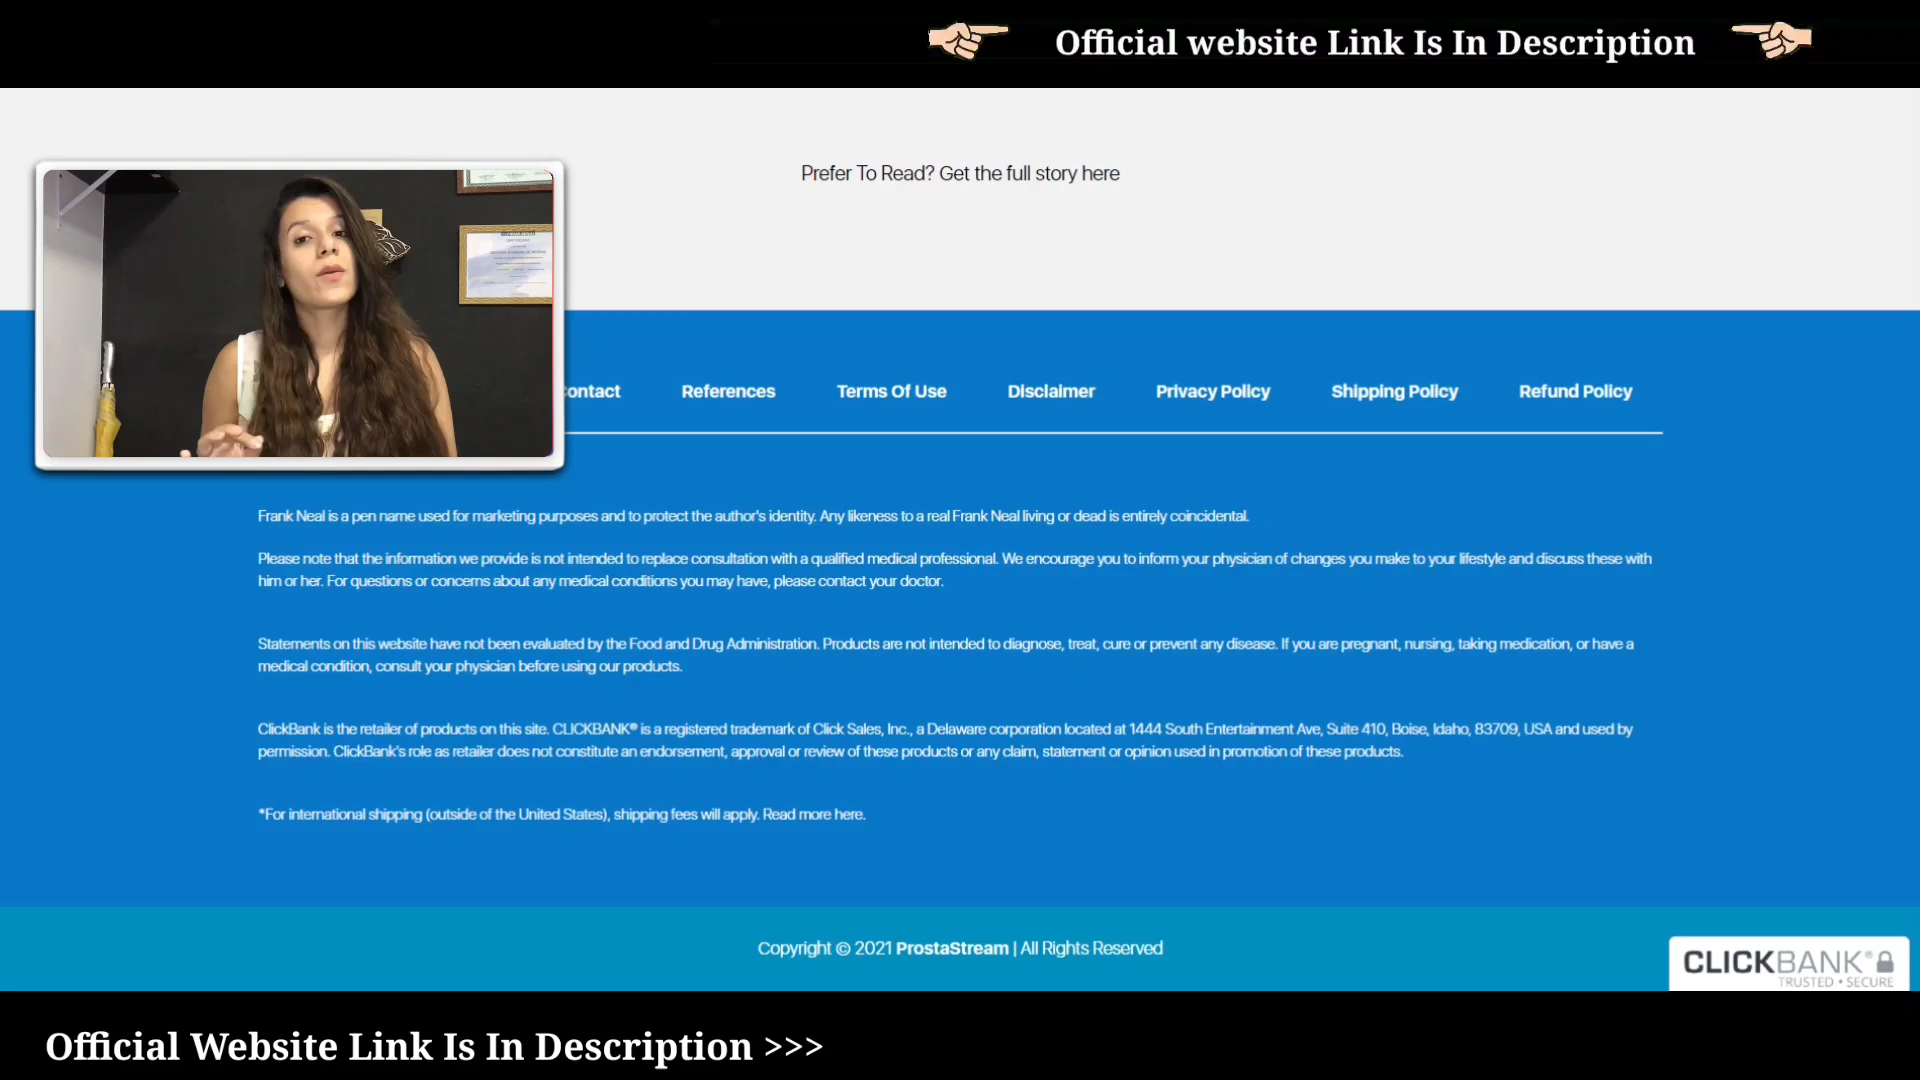 Official website Link Is In Description
Prefer To Read? Get the full story here
ontact References Terms Of Use Disclaimer Privacy Policy Shipping Policy Refund Policy
Frank Neal is a pen name used for marketing purposes and to protect the author's identity. Any likeness to a real Frank Neal living or dead is entirely coincidental.
Please note that the information we provide is not intended to replace consultation with a qualified medical professional. We encourage you to inform your physician of changes you make to your lifestyle and discuss these with
him or her. For questions or concerns about any medical conditions you may have, please contact your doctor.
Statements on this website have not been evaluated by the Food and Drug Administration. Products are not intended to diagnose, treat, cure or prevent any disease. If you are pregnant, nursing, taking medication, or have a
medical condition, consult your physician before using our products.
ClickBank is the retailer of products on this site. CLICKBANK® is a registered trademark of Click Sales, Inc., a Delaware corporation located at 1444 South Entertainment Ave, Suite 410, Boise, Idaho, 83709, USA and used by
permission. ClickBank's role as retailer does not constitute an endorsement, approval or review of these products or any claim, statement or opinion used in promotion of these products.
*For international shipping (outside of the United States), shipping fees will apply. Read more here.
Copyright © 2021 ProstaStream | All Rights Reserved
CLICKBANK®
TRUSTED • SECURE
Official Website Link Is In Description >>>